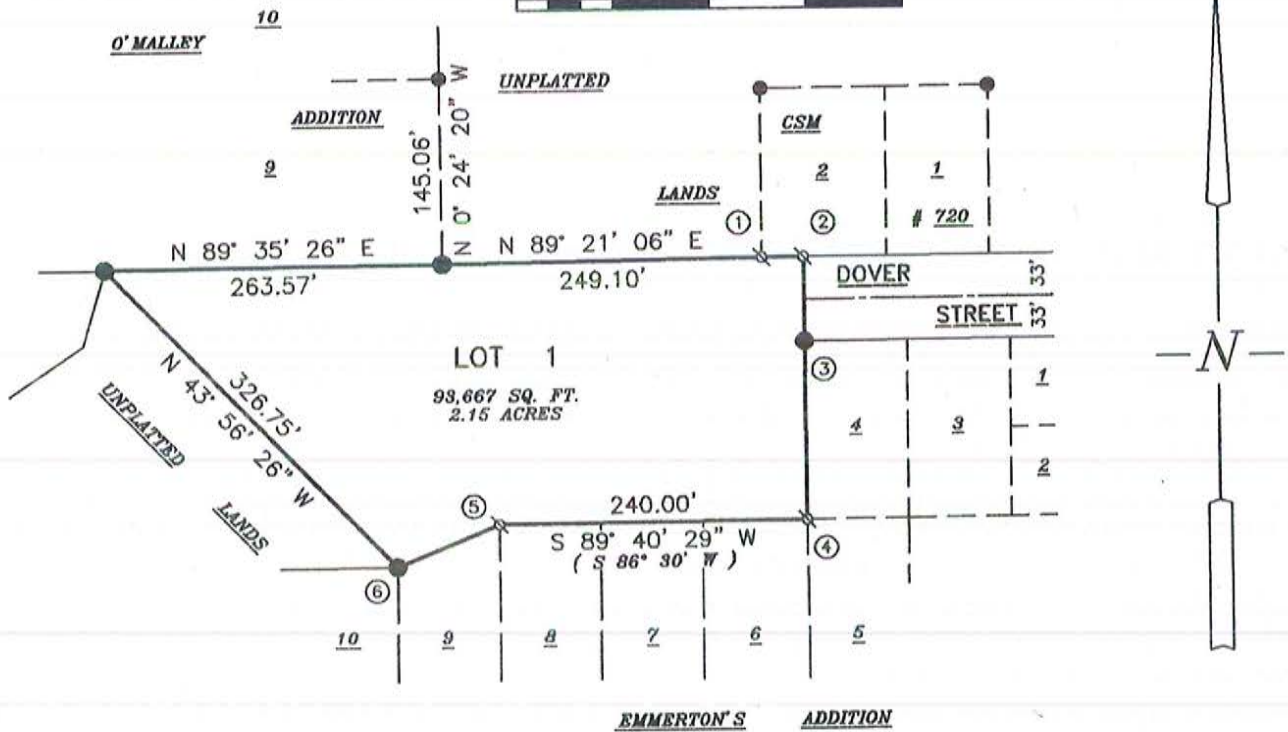 10
O'MALLEY
UNPLATTED
ADDITION
CSM
9
145.06'
N 0° 24' 20" W
2
1
LANDS
# 720
①
②
N 89° 35' 26" E
N 89° 21' 06" E
263.57'
249.10'
DOVER
33'
STREET
33'
LOT 1
93,667 SQ. FT.
2.15 ACRES
③
326.75'
N 43° 56' 26" W
UNPLATTED
LANDS
4
3
1
2
⑤
240.00'
S 89° 40' 29" W
( S 86° 30' W )
④
⑥
10
9
8
7
6
5
EMMERTON'S ADDITION
N